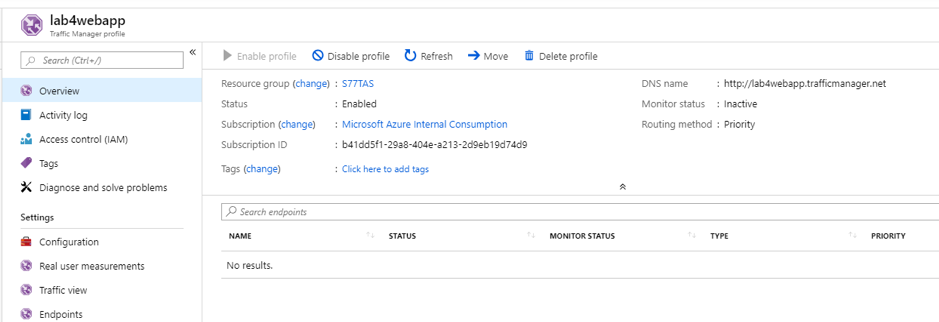 lab4webapp
Traffic Manager profile
Search (Ctrl+/)
«
Overview
Activity log
Access control (IAM)
Tags
Diagnose and solve problems
Settings
Configuration
Real user measurements
Traffic view
Endpoints
Enable profile Disable profile Refresh Move Delete profile
Resource group (change) : S77TAS
Status : Enabled
Subscription (change) : Microsoft Azure Internal Consumption
Subscription ID : b41dd5f1-29a8-404e-a213-2d9eb19d74d9
Tags (change) : Click here to add tags
DNS name : http://lab4webapp.trafficmanager.net
Monitor status : Inactive
Routing method : Priority
Search endpoints
NAME STATUS MONITOR STATUS TYPE PRIORITY
No results.